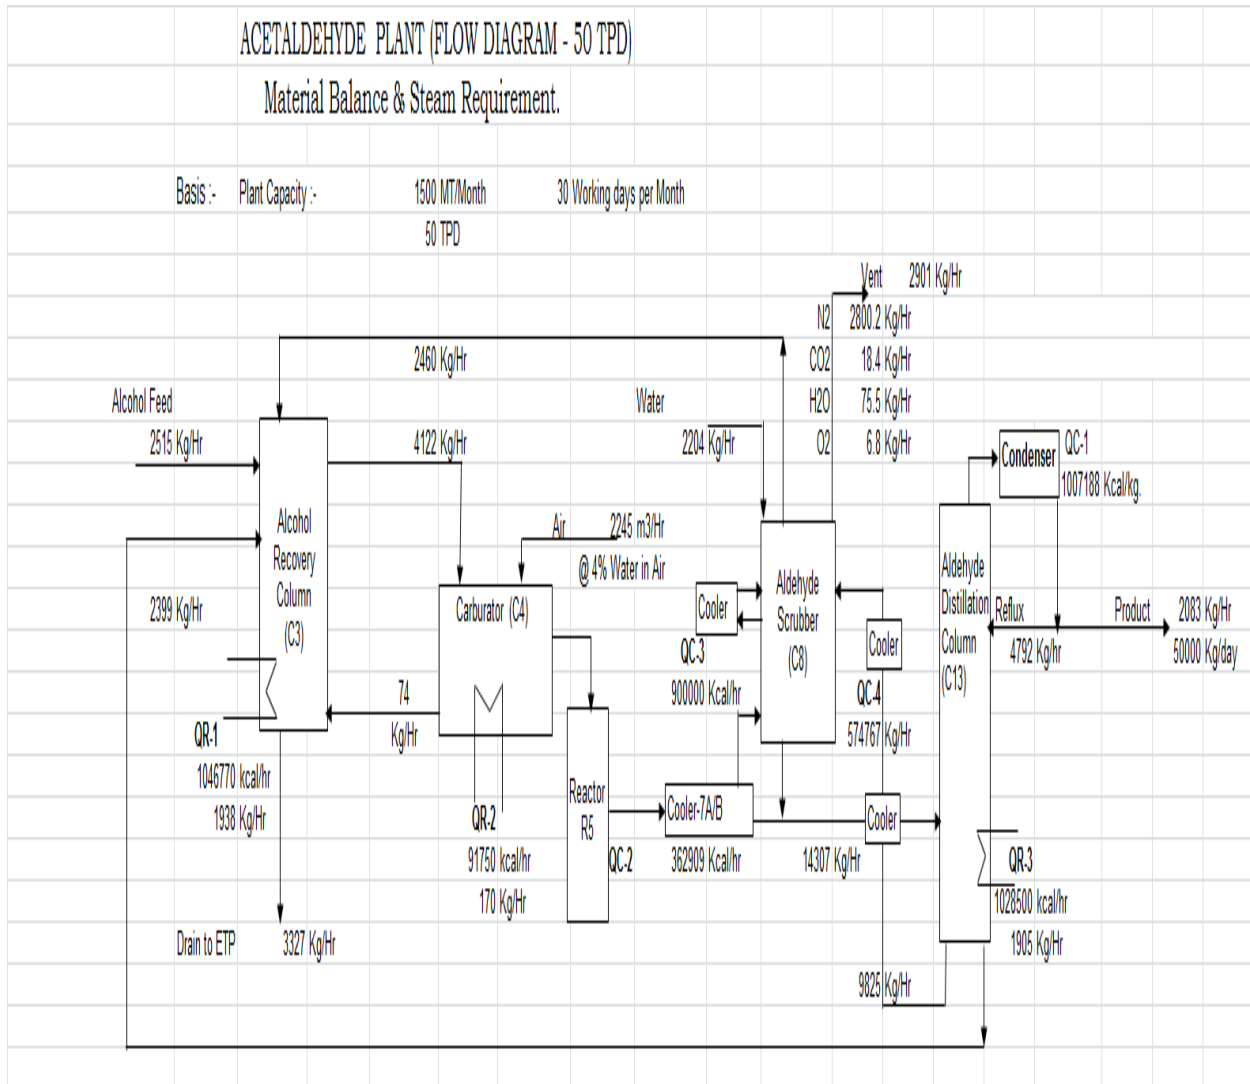 ACETALDEHYDE PLANT (FLOW DIAGRAM - 50 TPD)
Material Balance & Steam Requirement.
Basis :- Plant Capacity :- 1500 MT/Month 30 Working days per Month
50 TPD
Vent 2901 Kg/Hr
N2 2800.2 Kg/Hr
CO2 18.4 Kg/Hr
H2O 75.5 Kg/Hr
O2 6.8 Kg/Hr
2460 Kg/Hr
Alcohol Feed
2515 Kg/Hr
4122 Kg/Hr
Water
2204 Kg/Hr
Condenser
QC-1
1007188 Kcal/kg.
Alcohol
Recovery
Column
(C3)
Air 2245 m3/Hr
@ 4% Water in Air
Carburator (C4)
Cooler
QC-3
900000 Kcal/hr
Aldehyde
Scrubber
(C8)
Cooler
QC-4
574767 Kg/Hr
Aldehyde
Distillation
Column
(C13)
Reflux
4792 Kg/hr
Product 2083 Kg/Hr
50000 Kg/day
2399 Kg/Hr
74
Kg/Hr
QR-1
1046770 kcal/hr
1938 Kg/Hr
QR-2
91750 kcal/hr
170 Kg/Hr
Reactor
R5
QC-2
Cooler-7A/B
362909 Kcal/hr
14307 Kg/Hr
Cooler
QR-3
1028500 kcal/hr
1905 Kg/Hr
Drain to ETP 3327 Kg/Hr
9825 Kg/Hr